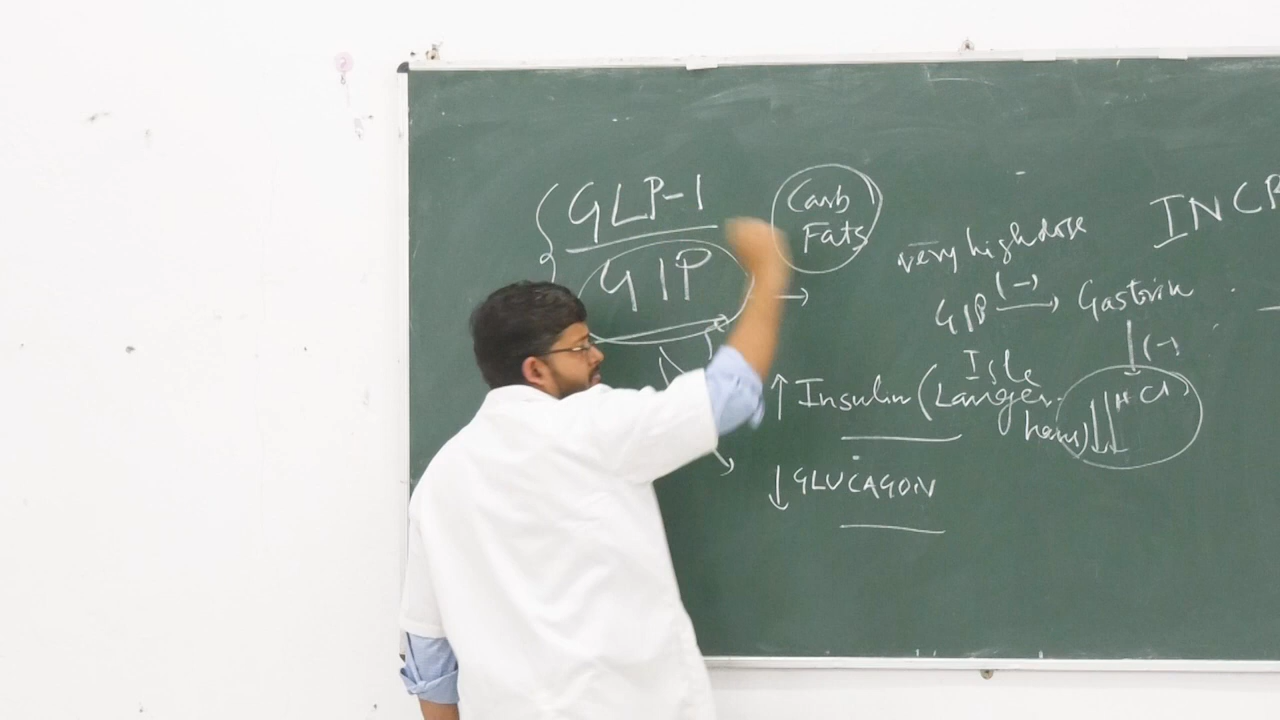 GLP-1
GIP
Carb
Fats
very high dose
GIP (-) → Gastrin
(-)
↓↓ HCl
↑ Insulin (Isle
Langer-
hans)
↓ GLUCAGON
INCR